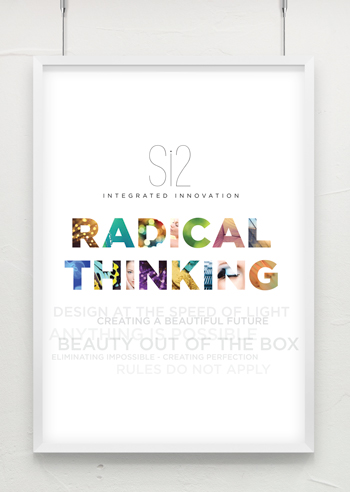 Si2
INTEGRATED INNOVATION
RADICAL
THINKING
DESIGN AT THE SPEED OF LIGHT
CREATING A BEAUTIFUL FUTURE
ANYTHING IS POSSIBLE
BEAUTY OUT OF THE BOX
ELIMINATING IMPOSSIBLE - CREATING PERFECTION
RULES DO NOT APPLY